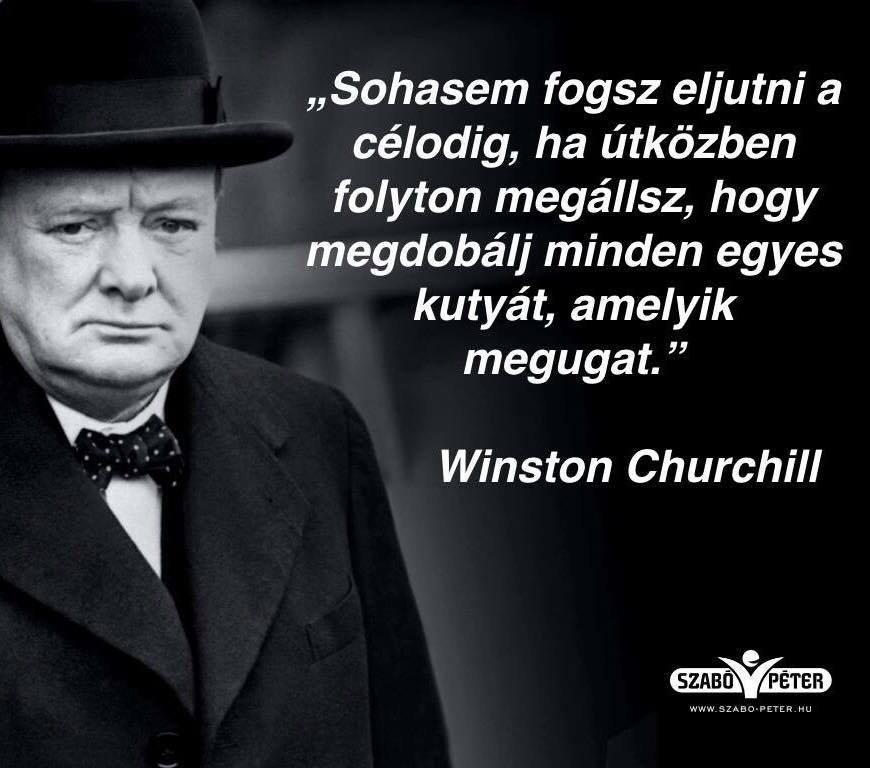 „Sohasem fogsz eljutni a
célodig, ha útközben
folyton megállsz, hogy
megdobálj minden egyes
kutyát, amelyik
megugat.”
Winston Churchill
SZABÓ PÉTER
WWW.SZABO-PETER.HU